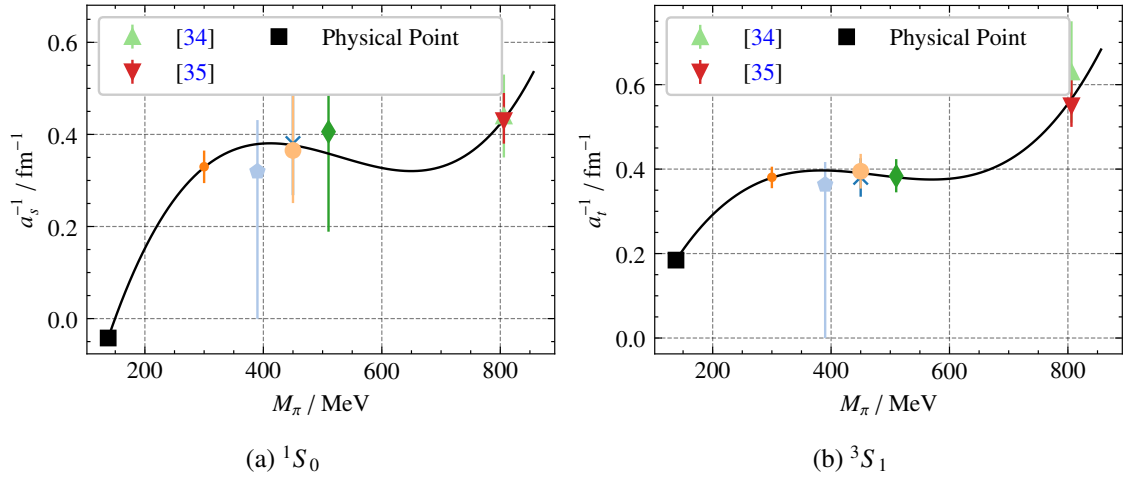 [34]
Physical Point
[35]
0.6
0.4
0.2
0.0
a_s^{-1} / fm^{-1}
200 400 600 800
M_π / MeV
(a) ^1S_0
[34]
Physical Point
[35]
0.6
0.4
0.2
0.0
a_t^{-1} / fm^{-1}
200 400 600 800
M_π / MeV
(b) ^3S_1